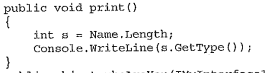 public void print()
{
int s = Name.Length;
Console.WriteLine(s.GetType());
}